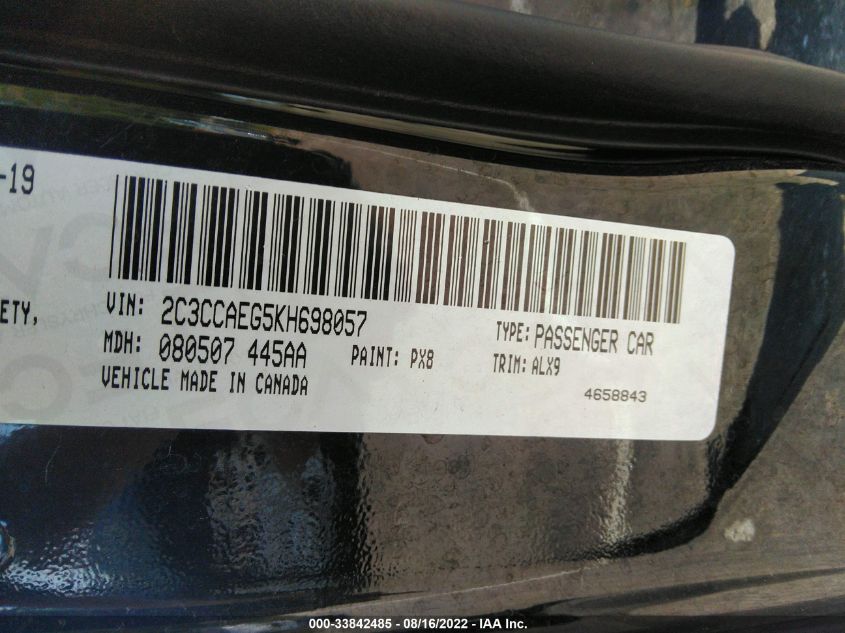 -19
ETY,
VIN: 2C3CCAEG5KH698057
TYPE: PASSENGER CAR
MDH: 080507 445AA
PAINT: PX8
TRIM: ALX9
VEHICLE MADE IN CANADA
4658843
000-33842485 - 08/16/2022 - IAA Inc.